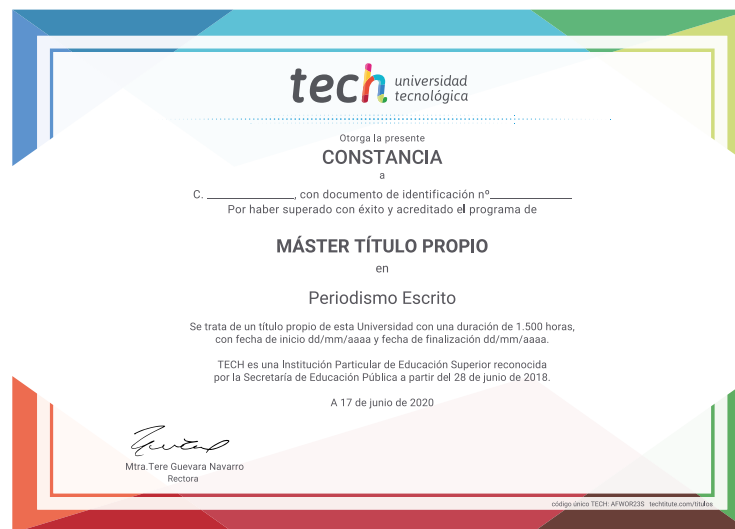 tech universidad
tecnológica
Otorga la presente
CONSTANCIA
a
C. ________________, con documento de identificación nº______________
Por haber superado con éxito y acreditado el programa de
MÁSTER TÍTULO PROPIO
en
Periodismo Escrito
Se trata de un título propio de esta Universidad con una duración de 1.500 horas,
con fecha de inicio dd/mm/aaaa y fecha de finalización dd/mm/aaaa.
TECH es una Institución Particular de Educación Superior reconocida
por la Secretaría de Educación Pública a partir del 28 de junio de 2018.
A 17 de junio de 2020
Mtra.Tere Guevara Navarro
Rectora
código único TECH: AFWOR23S techtitute.com/titulos